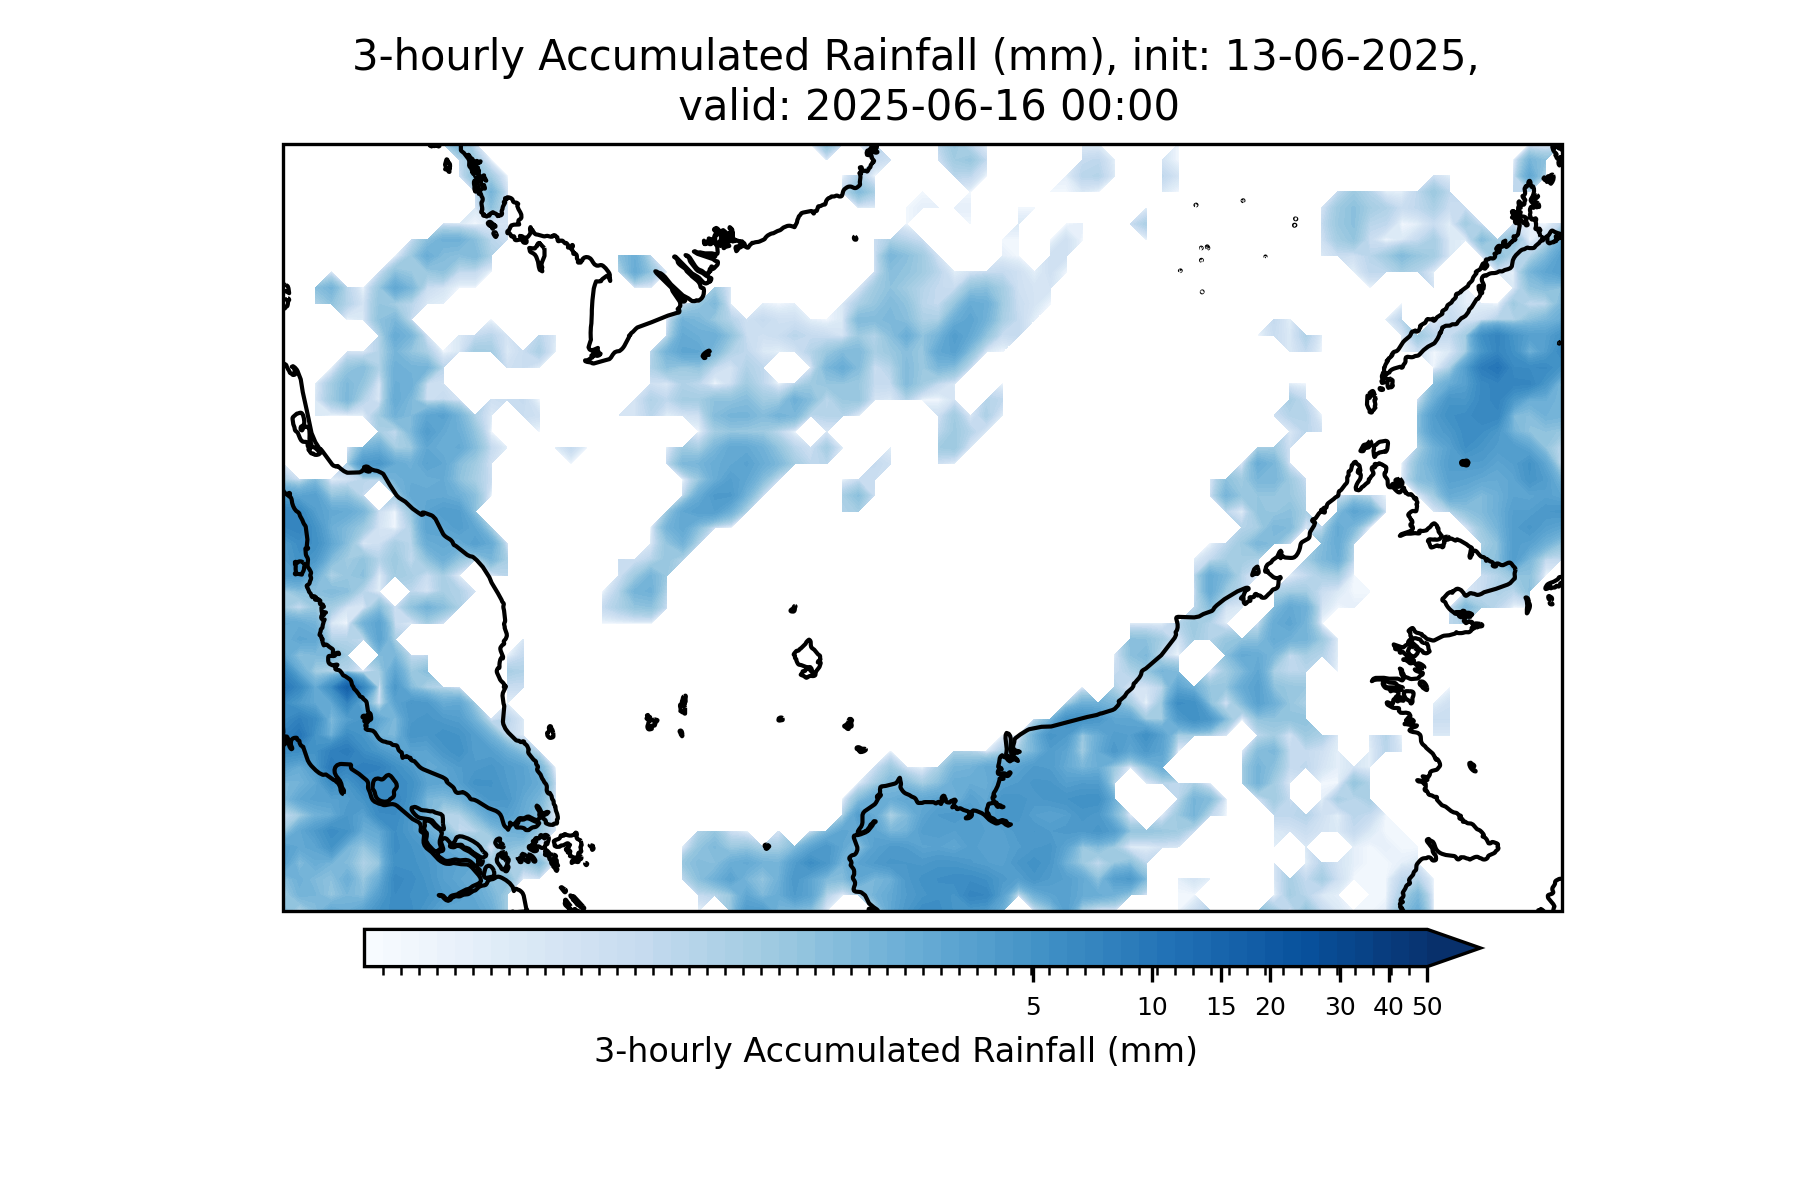 3-hourly Accumulated Rainfall (mm), init: 13-06-2025,
valid: 2025-06-16 00:00
5 10 15 20 30 40 50
3-hourly Accumulated Rainfall (mm)